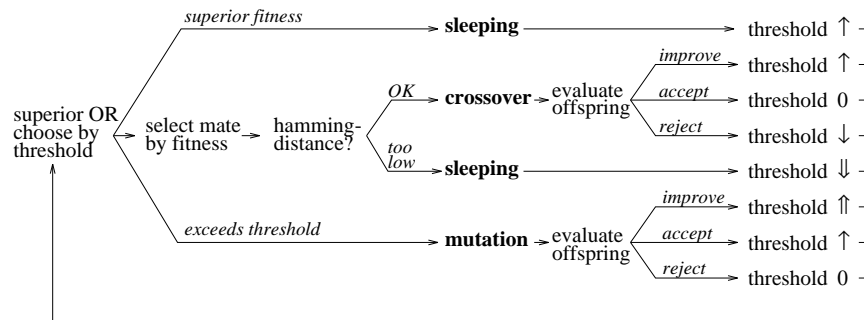 superior fitness
sleeping
threshold ↑
superior OR
choose by
threshold
select mate
by fitness
hamming-
distance?
OK
crossover
evaluate
offspring
improve
threshold ↑
accept
threshold 0
reject
threshold ↓
too
low
sleeping
threshold ⇓
exceeds threshold
mutation
evaluate
offspring
improve
threshold ⇑
accept
threshold ↑
reject
threshold 0